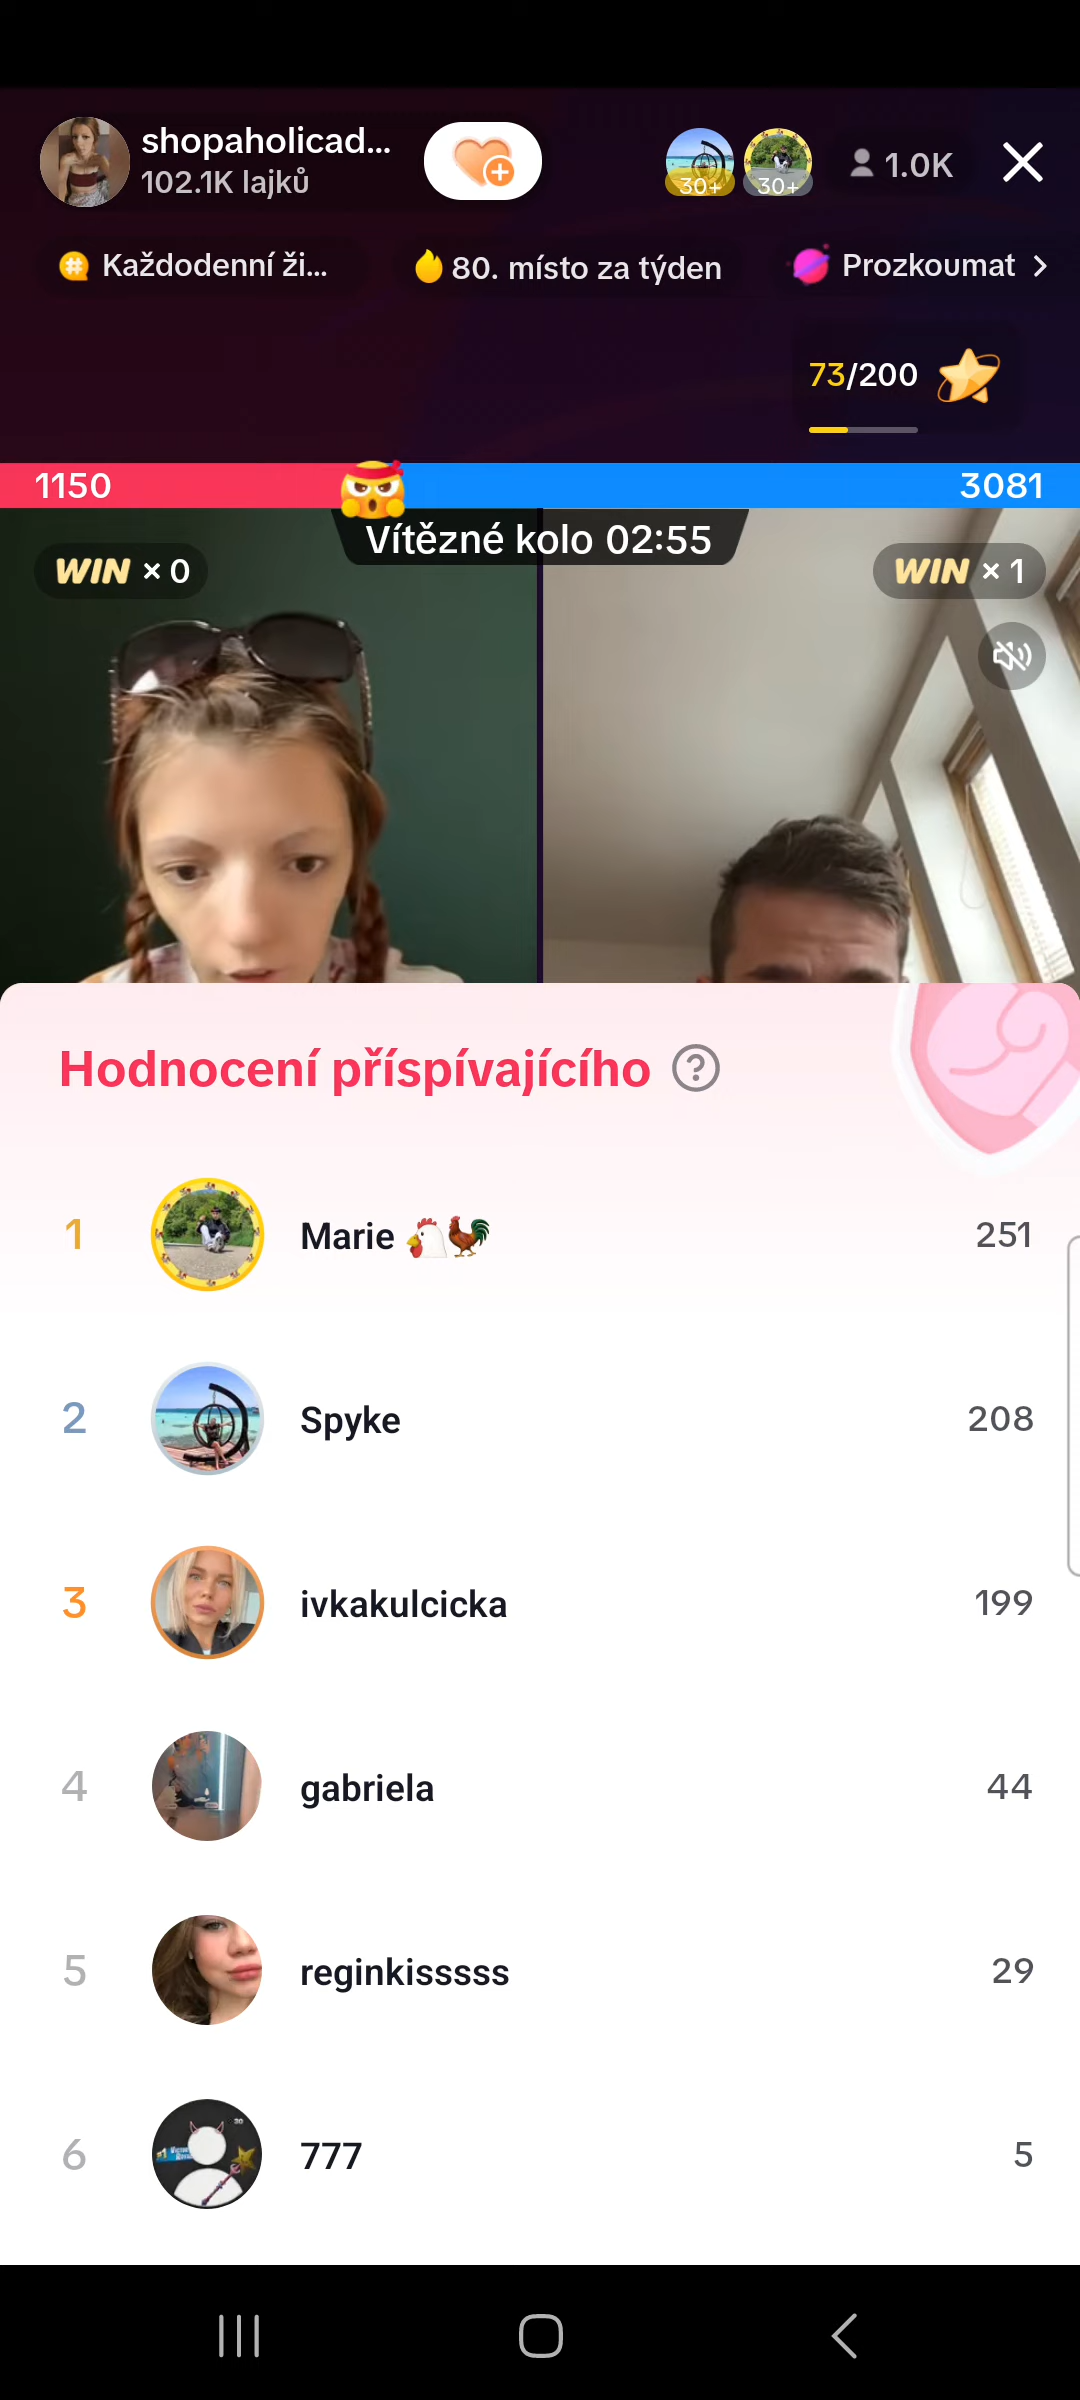 shopaholicad...
102.1K lajků
30+
30+
1.0K
Každodenní ži...
80. místo za týden
Prozkoumat
73/200
1150
3081
Vítězné kolo 02:55
WIN × 0
WIN × 1
Hodnocení příspívajícího
1 Marie 🐔🐓 251
2 Spyke 208
3 ivkakulcicka 199
4 gabriela 44
5 reginkisssss 29
6 777 5